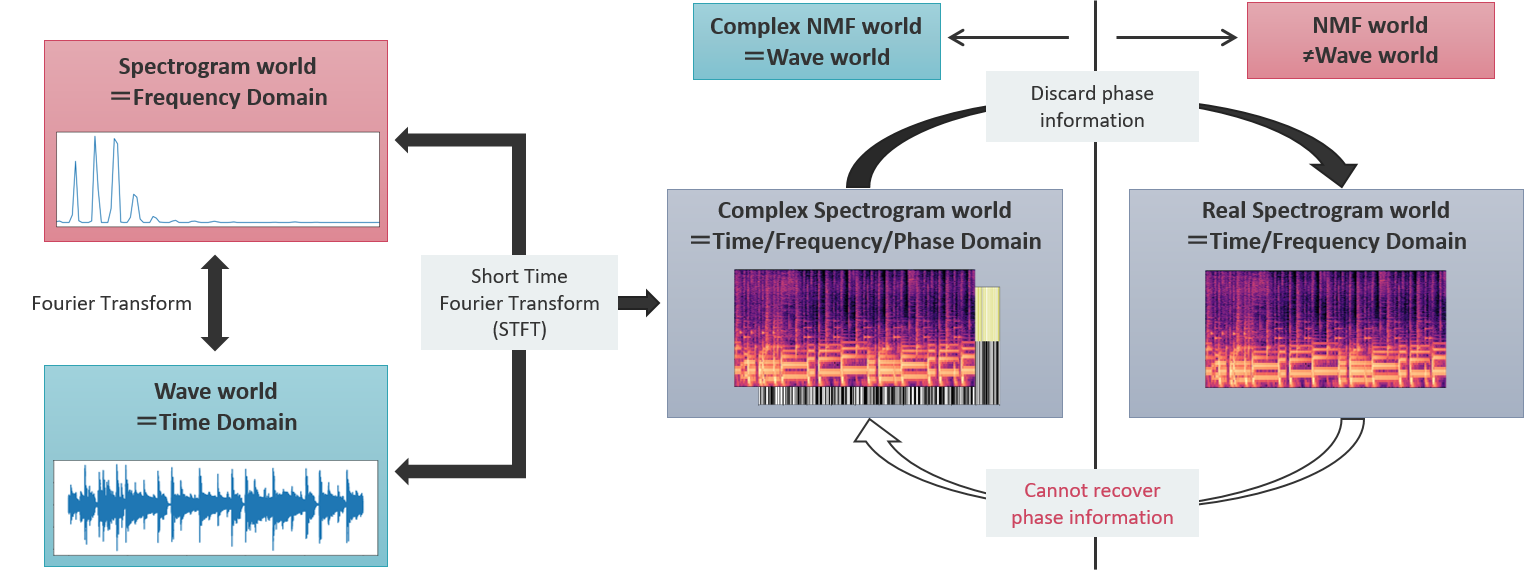 Spectrogram world
＝Frequency Domain
Fourier Transform
Wave world
＝Time Domain
Short Time
Fourier Transform
(STFT)
Complex NMF world
＝Wave world
NMF world
≠Wave world
Discard phase
information
Complex Spectrogram world
＝Time/Frequency/Phase Domain
Real Spectrogram world
＝Time/Frequency Domain
Cannot recover
phase information